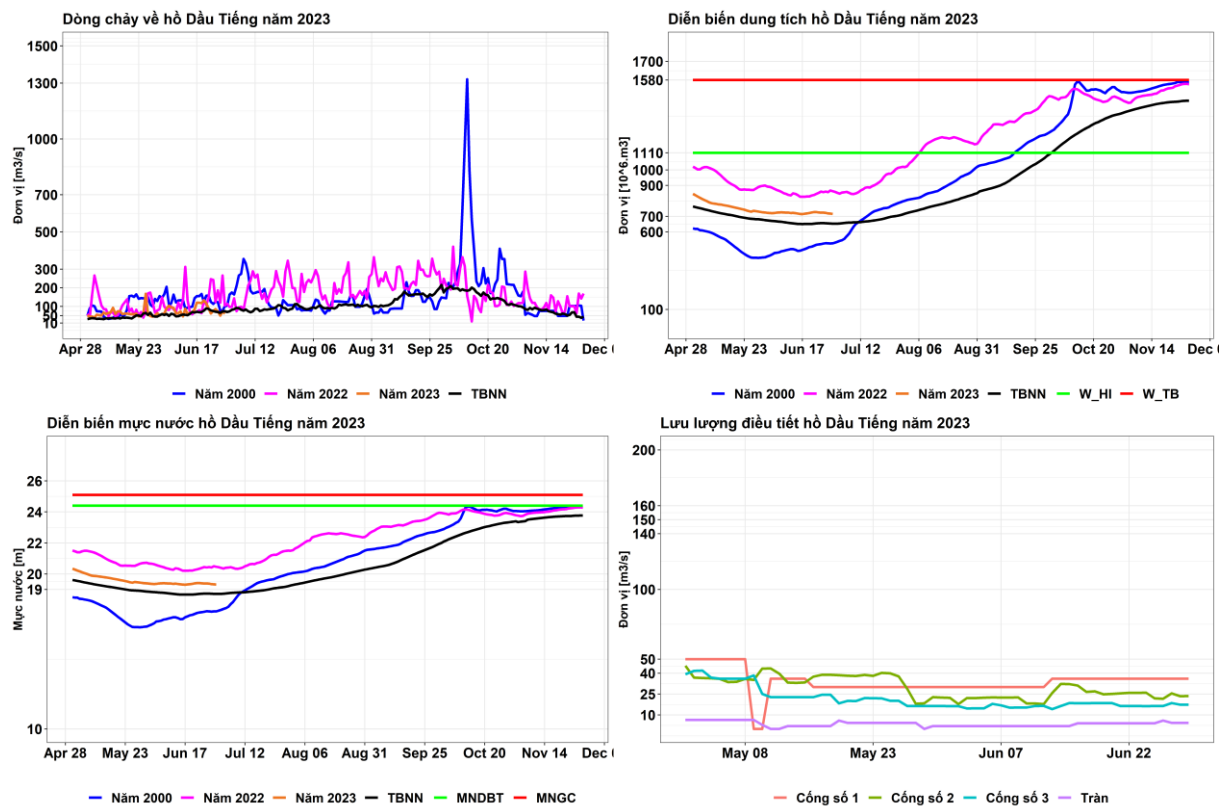 Dòng chảy về hồ Dầu Tiếng năm 2023
Đơn vị [m3/s]
1500
1300
1000
700
500
300
200
100
50
10
Apr 28 May 23 Jun 17 Jul 12 Aug 06 Aug 31 Sep 25 Oct 20 Nov 14 Dec
Năm 2000 Năm 2022 Năm 2023 TBNN
Diễn biến dung tích hồ Dầu Tiếng năm 2023
Đơn vị [10^6.m3]
1700
1580
1110
1000
900
700
600
100
Apr 28 May 23 Jun 17 Jul 12 Aug 06 Aug 31 Sep 25 Oct 20 Nov 14 Dec
Năm 2000 Năm 2022 Năm 2023 TBNN W_HI W_TB
Diễn biến mực nước hồ Dầu Tiếng năm 2023
Mực nước [m]
26
24
22
20
19
10
Apr 28 May 23 Jun 17 Jul 12 Aug 06 Aug 31 Sep 25 Oct 20 Nov 14 Dec
Năm 2000 Năm 2022 Năm 2023 TBNN MNDBT MNGC
Lưu lượng điều tiết hồ Dầu Tiếng năm 2023
Đơn vị [m3/s]
200
160
150
140
100
50
40
25
10
May 08 May 23 Jun 07 Jun 22
Cống số 1 Cống số 2 Cống số 3 Tràn